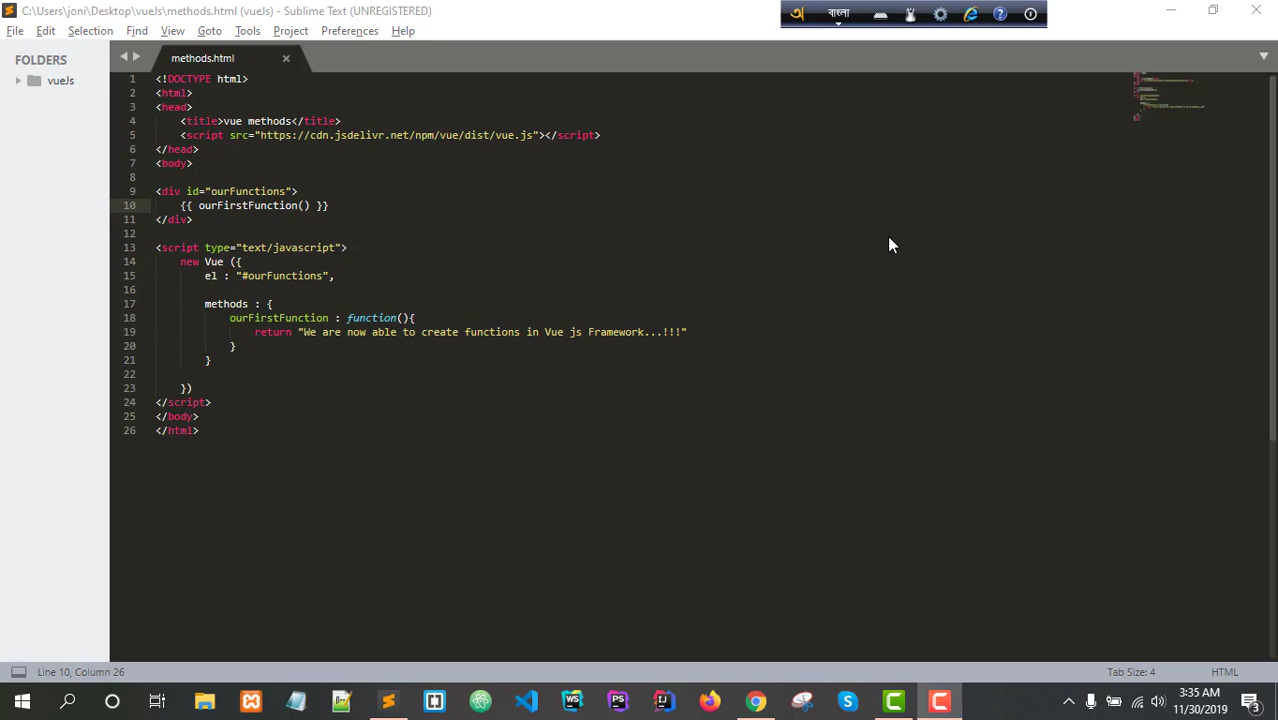 C:\Users\joni\Desktop\vueJs\methods.html (vueJs) - Sublime Text (UNREGISTERED)
বাংলা
File Edit Selection Find View Goto Tools Project Preferences Help
FOLDERS
vueJs
methods.html
1 <!DOCTYPE html>
2 <html>
3 <head>
4 <title>vue methods</title>
5 <script src="https://cdn.jsdelivr.net/npm/vue/dist/vue.js"></script>
6 </head>
7 <body>
8
9 <div id="ourFunctions">
10 {{ ourFirstFunction() }}
11 </div>
12
13 <script type="text/javascript">
14 new Vue ({
15 el : "#ourFunctions",
16
17 methods : {
18 ourFirstFunction : function(){
19 return "We are now able to create functions in Vue js Framework...!!!"
20 }
21 }
22
23 })
24 </script>
25 </body>
26 </html>
Line 10, Column 26 Tab Size: 4 HTML
3:35 AM
11/30/2019